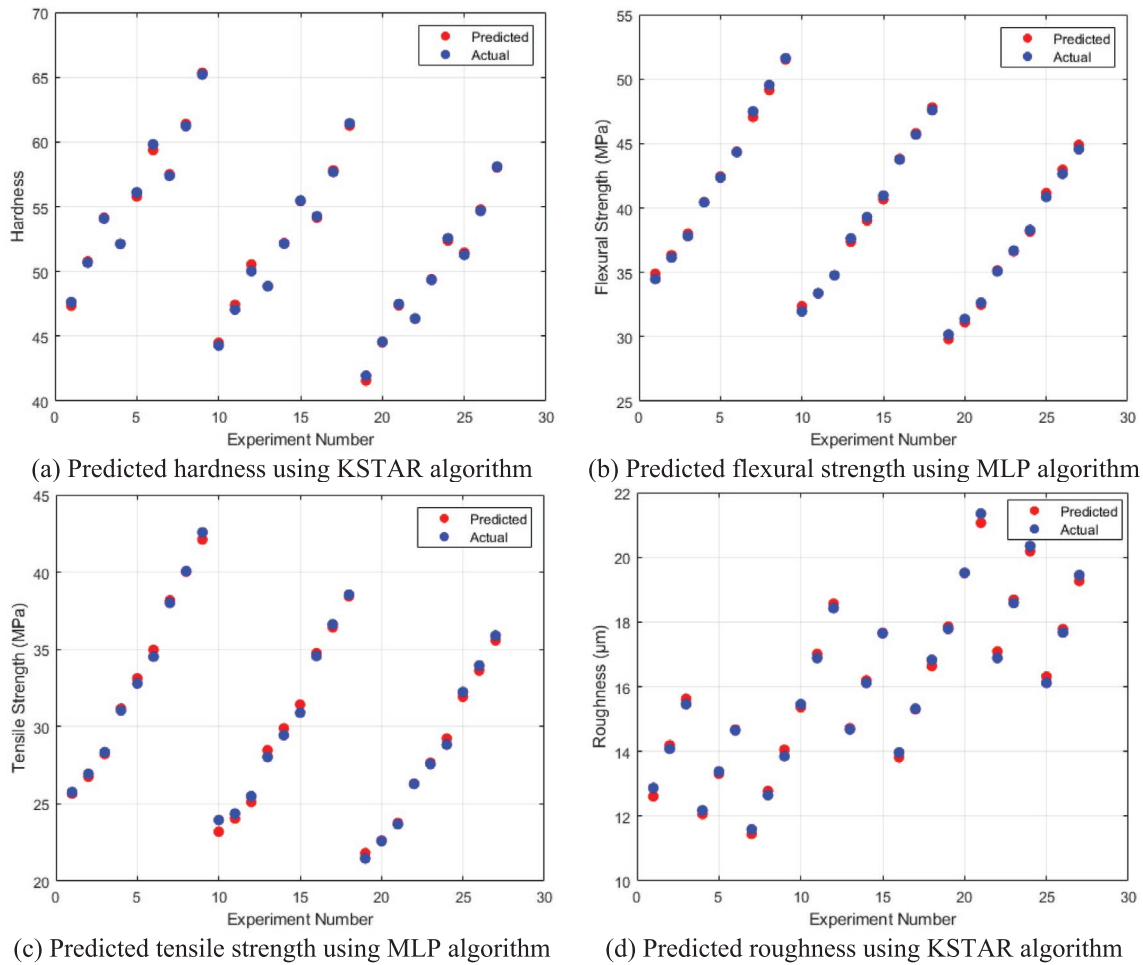 70
65
60
55
50
45
40
0
5
10
15
20
25
30
Hardness
Experiment Number
Predicted
Actual
(a) Predicted hardness using KSTAR algorithm
55
50
45
40
35
30
25
0
5
10
15
20
25
30
Flexural Strength (MPa)
Experiment Number
Predicted
Actual
(b) Predicted flexural strength using MLP algorithm
45
40
35
30
25
20
0
5
10
15
20
25
30
Tensile Strength (MPa)
Experiment Number
Predicted
Actual
(c) Predicted tensile strength using MLP algorithm
22
20
18
16
14
12
10
0
5
10
15
20
25
30
Roughness (μm)
Experiment Number
Predicted
Actual
(d) Predicted roughness using KSTAR algorithm